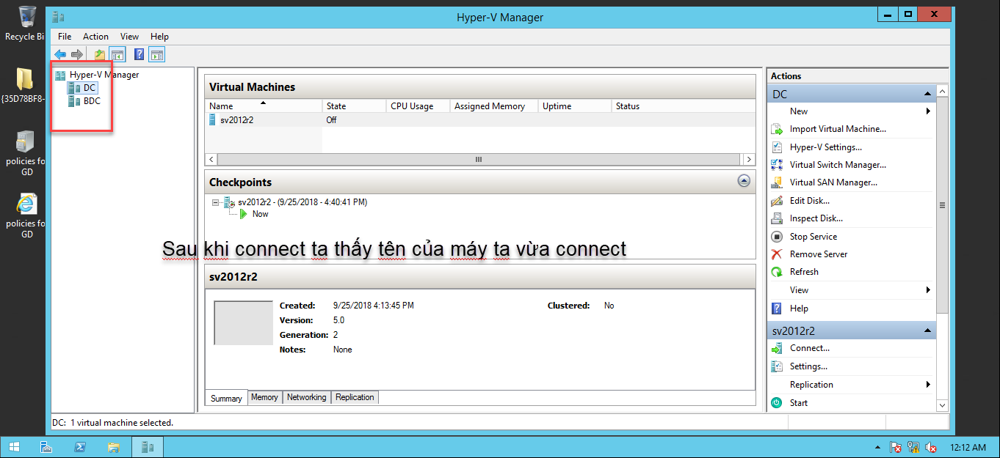 Recycle Bi
{35D78BF8-
policies fo
GD
policies fo
GD
Hyper-V Manager
File Action View Help
Hyper-V Manager
DC
BDC
Virtual Machines
Name State CPU Usage Assigned Memory Uptime Status
sv2012r2 Off
Checkpoints
sv2012r2 - (9/25/2018 - 4:40:41 PM)
Now
Sau khi connect ta thấy tên của máy ta vừa connect
sv2012r2
Created: 9/25/2018 4:13:45 PM Clustered: No
Version: 5.0
Generation: 2
Notes: None
Summary Memory Networking Replication
Actions
DC
New
Import Virtual Machine...
Hyper-V Settings...
Virtual Switch Manager...
Virtual SAN Manager...
Edit Disk...
Inspect Disk...
Stop Service
Remove Server
Refresh
View
Help
sv2012r2
Connect...
Settings...
Replication
Start
DC: 1 virtual machine selected.
12:12 AM